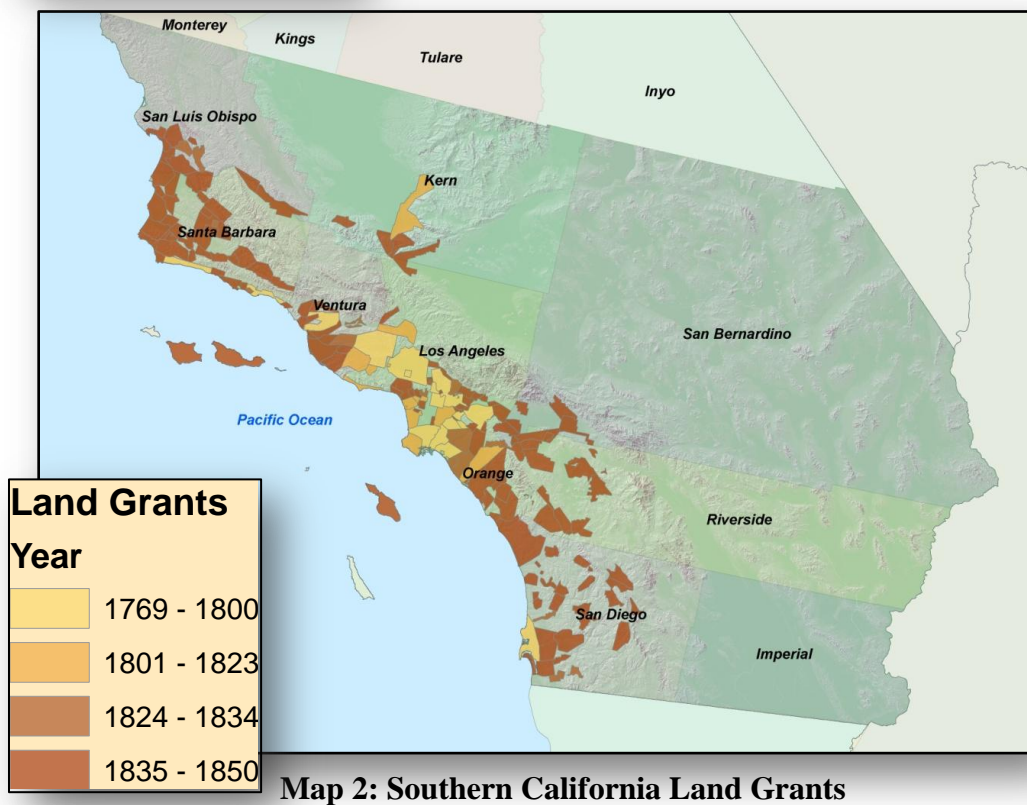 Monterey
Kings
Tulare
Inyo
San Luis Obispo
Kern
Santa Barbara
Ventura
San Bernardino
Los Angeles
Pacific Ocean
Orange
Riverside
San Diego
Imperial
Land Grants
Year
1769 - 1800
1801 - 1823
1824 - 1834
1835 - 1850
Map 2: Southern California Land Grants